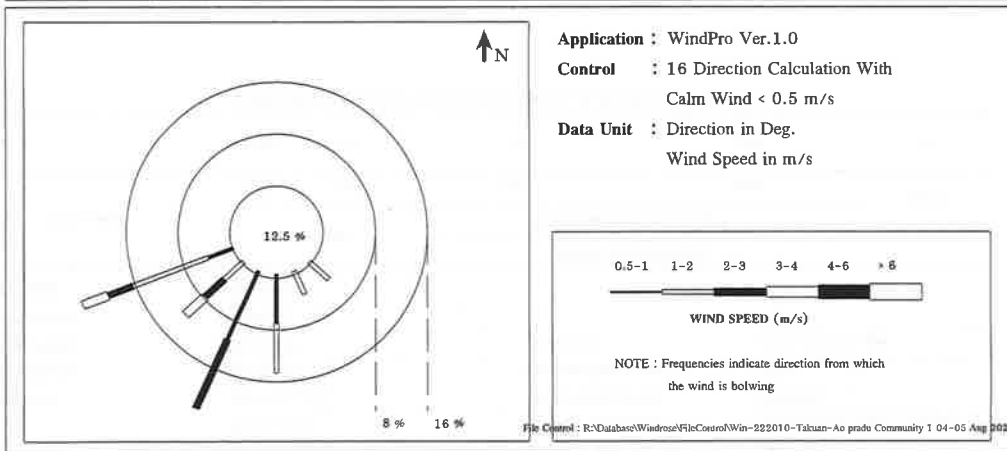 N
Application : WindPro Ver.1.0
Control : 16 Direction Calculation With
Calm Wind < 0.5 m/s
Data Unit : Direction in Deg.
Wind Speed in m/s
12.5 %
8 % 16 %
0.5-1 1-2 2-3 3-4 4-6 > 6
WIND SPEED (m/s)
NOTE : Frequencies indicate direction from which
the wind is bolwing
File Control : R:\Database\Windrose\FileControl\Win-222010-Takuan-Ao pradu Community 1 04-05 Aug 202